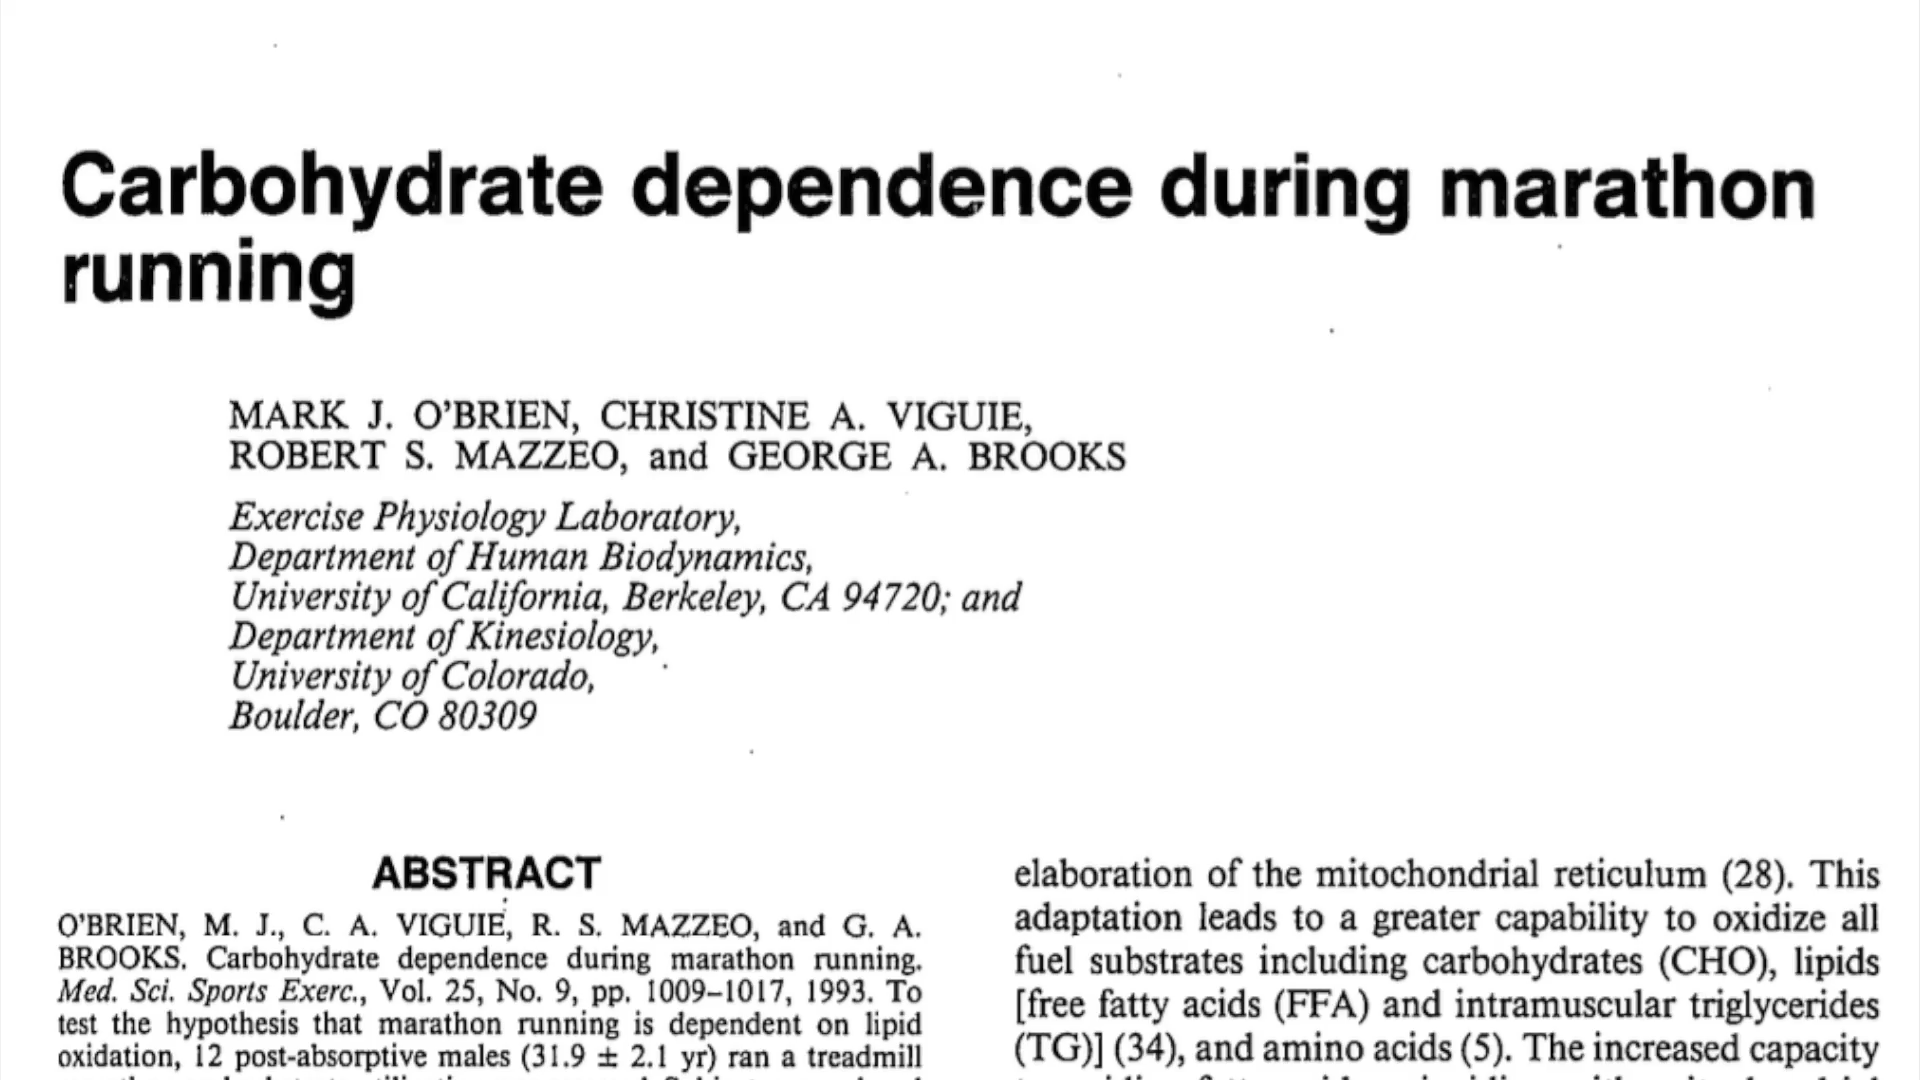 Carbohydrate dependence during marathon
running
MARK J. O'BRIEN, CHRISTINE A. VIGUIE,
ROBERT S. MAZZEO, and GEORGE A. BROOKS
Exercise Physiology Laboratory,
Department of Human Biodynamics,
University of California, Berkeley, CA 94720; and
Department of Kinesiology,
University of Colorado,
Boulder, CO 80309
ABSTRACT
O'BRIEN, M. J., C. A. VIGUIE, R. S. MAZZEO, and G. A.
BROOKS. Carbohydrate dependence during marathon running.
Med. Sci. Sports Exerc., Vol. 25, No. 9, pp. 1009–1017, 1993. To
test the hypothesis that marathon running is dependent on lipid
oxidation, 12 post-absorptive males (31.9 ± 2.1 yr) ran a treadmill
elaboration of the mitochondrial reticulum (28). This
adaptation leads to a greater capability to oxidize all
fuel substrates including carbohydrates (CHO), lipids
[free fatty acids (FFA) and intramuscular triglycerides
(TG)] (34), and amino acids (5). The increased capacity